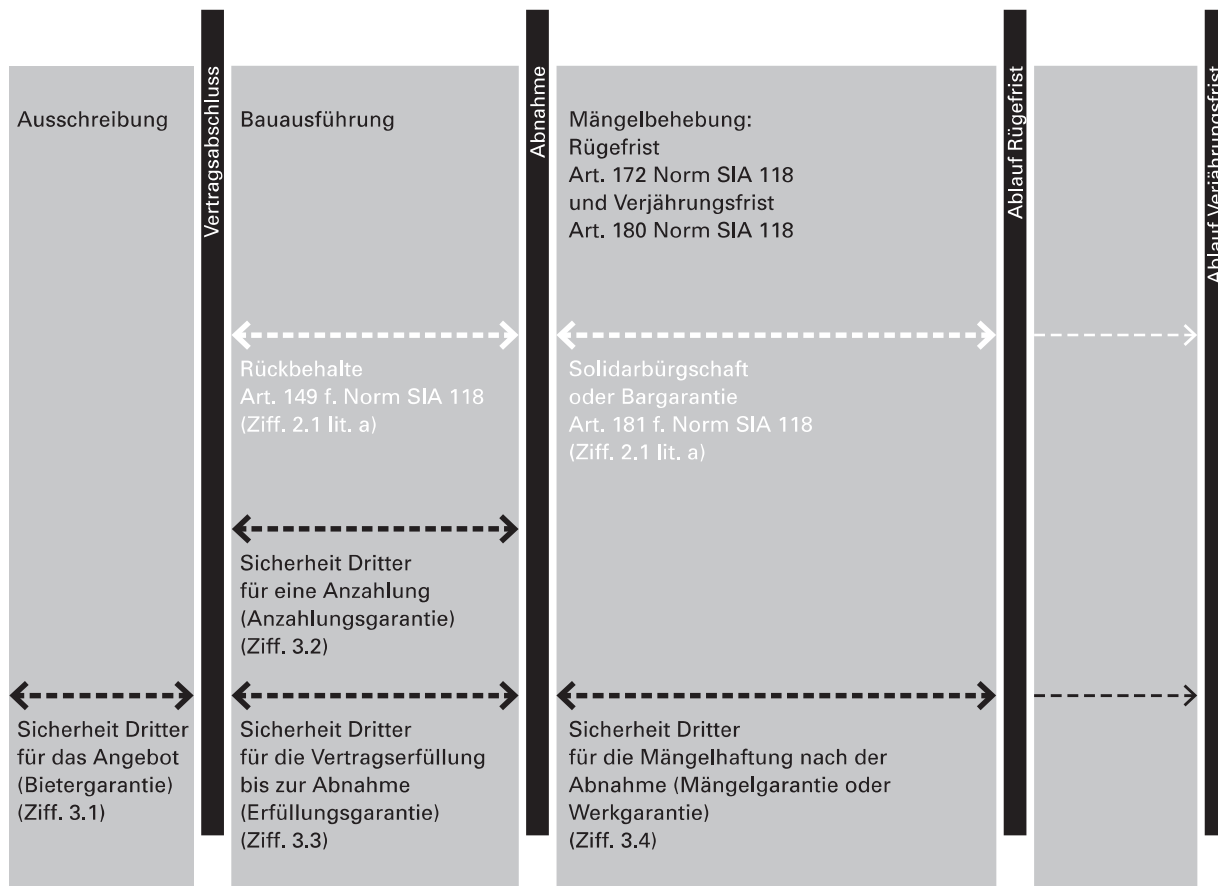 Ausschreibung
Vertragsabschluss
Bauausführung
Abnahme
Mängelbehebung:
Rügefrist
Art. 172 Norm SIA 118
und Verjährungsfrist
Art. 180 Norm SIA 118
Ablauf Rügefrist
Ablauf Verjährungsfrist
Rückbehalte
Art. 149 f. Norm SIA 118
(Ziff. 2.1 lit. a)
Solidarbürgschaft
oder Bargarantie
Art. 181 f. Norm SIA 118
(Ziff. 2.1 lit. a)
Sicherheit Dritter
für eine Anzahlung
(Anzahlungsgarantie)
(Ziff. 3.2)
Sicherheit Dritter
für das Angebot
(Bietergarantie)
(Ziff. 3.1)
Sicherheit Dritter
für die Vertragserfüllung
bis zur Abnahme
(Erfüllungsgarantie)
(Ziff. 3.3)
Sicherheit Dritter
für die Mängelhaftung nach der
Abnahme (Mängelgarantie oder
Werkgarantie)
(Ziff. 3.4)